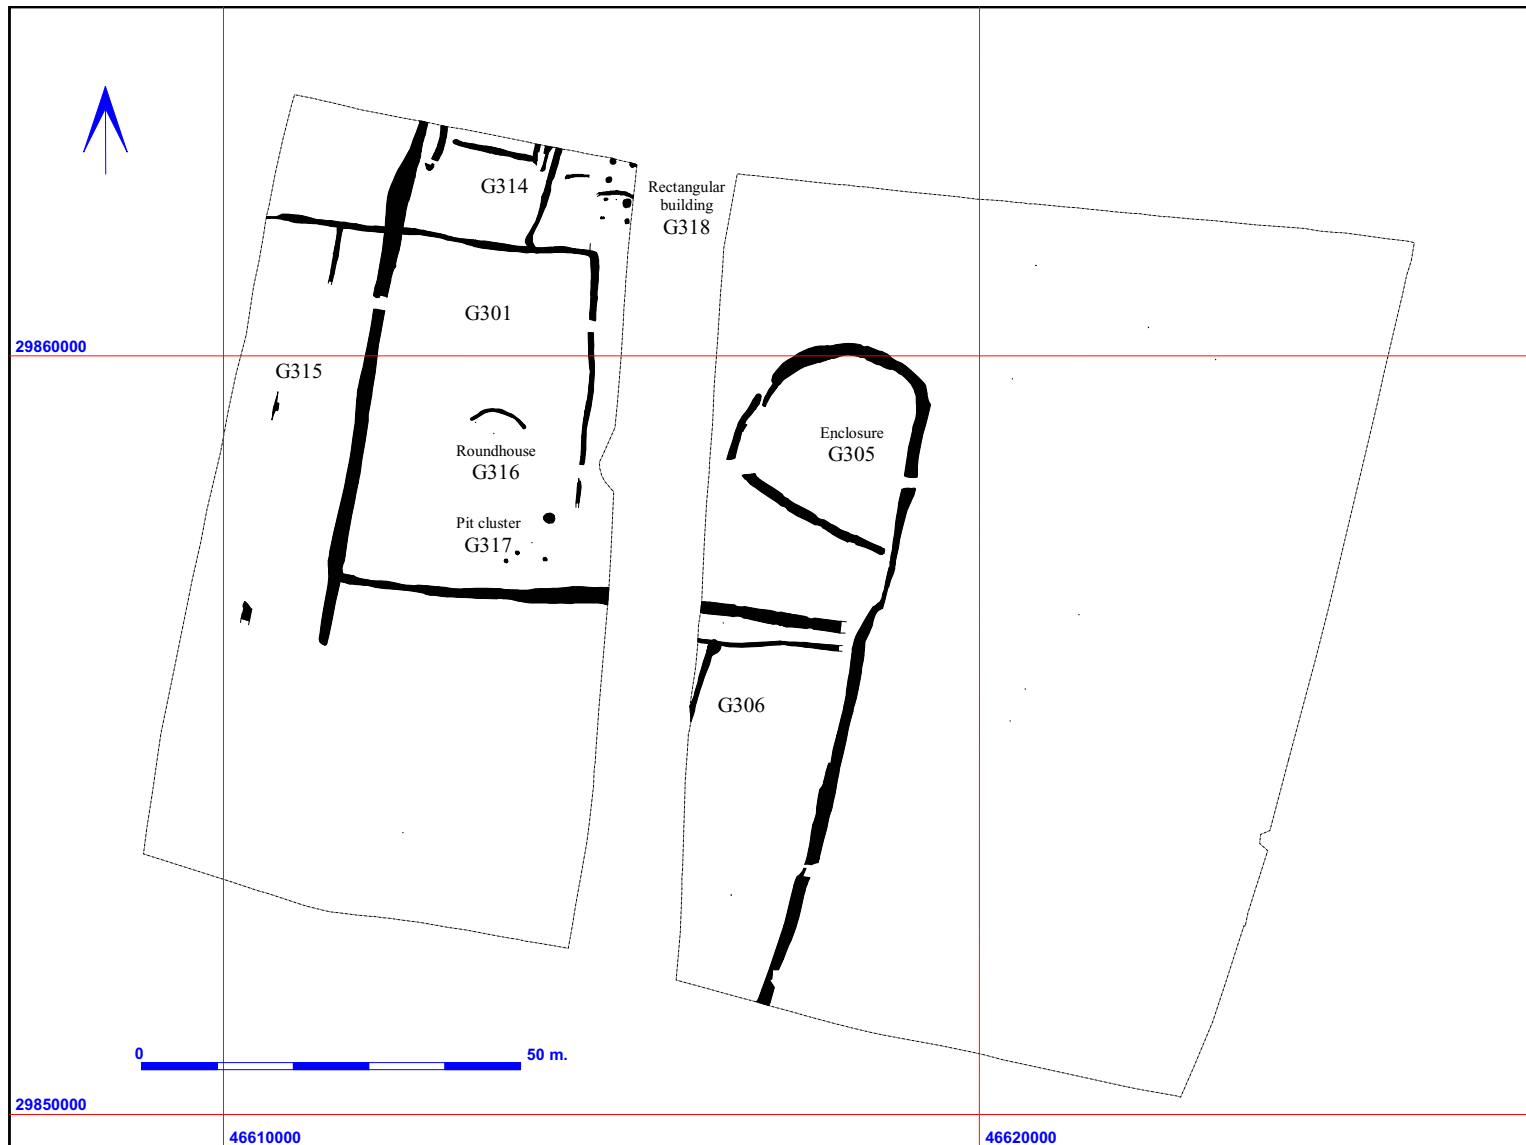 G314
Rectangular
building
G318
G301
29860000
G315
Enclosure
G305
Roundhouse
G316
Pit cluster
G317
G306
0
50 m.
29850000
46610000
46620000